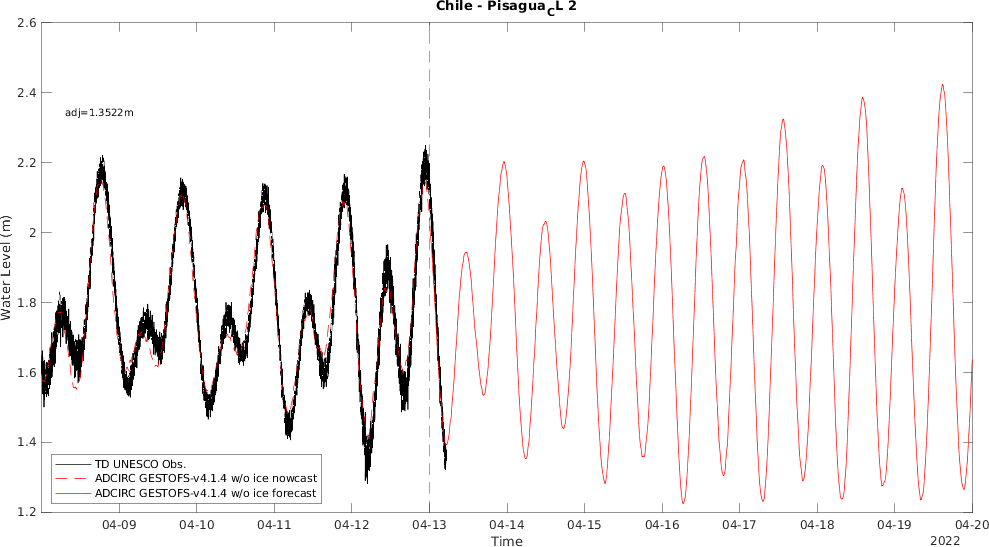 Chile - Pisagua_CL 2
2.6
2.4
2.2
2
1.8
1.6
1.4
1.2
Water Level (m)
adj=1.3522m
TD UNESCO Obs.
ADCIRC GESTOFS-v4.1.4 w/o ice nowcast
ADCIRC GESTOFS-v4.1.4 w/o ice forecast
04-09 04-10 04-11 04-12 04-13 04-14 04-15 04-16 04-17 04-18 04-19 04-20
Time
2022